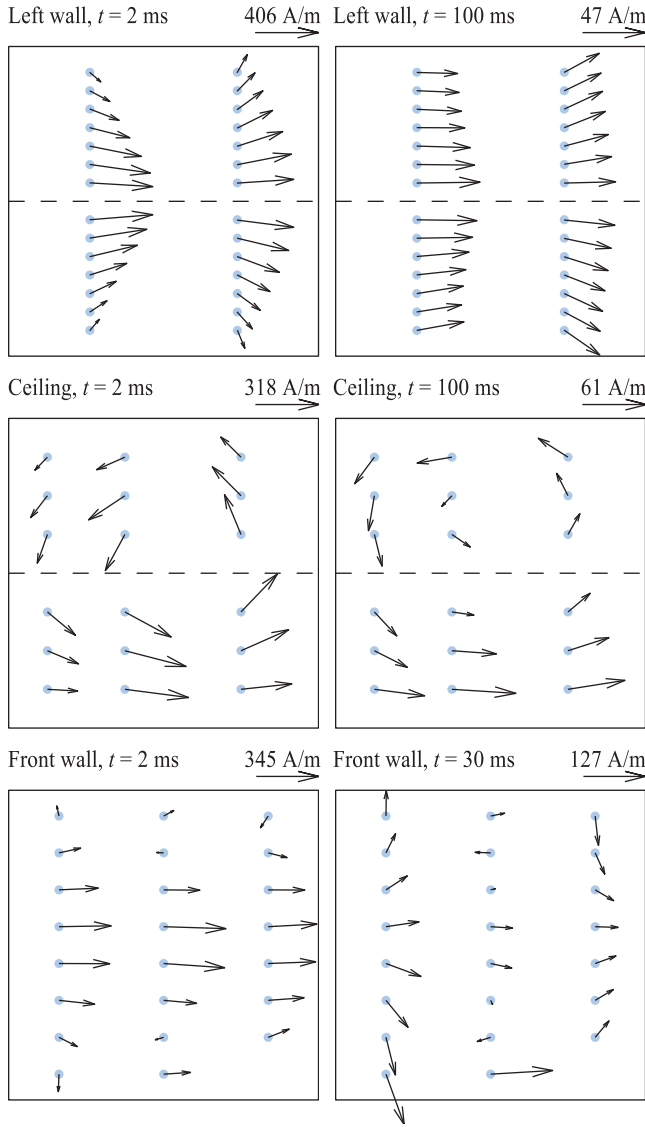 Left wall, t = 2 ms 406 A/m
Left wall, t = 100 ms 47 A/m
Ceiling, t = 2 ms 318 A/m
Ceiling, t = 100 ms 61 A/m
Front wall, t = 2 ms 345 A/m
Front wall, t = 30 ms 127 A/m